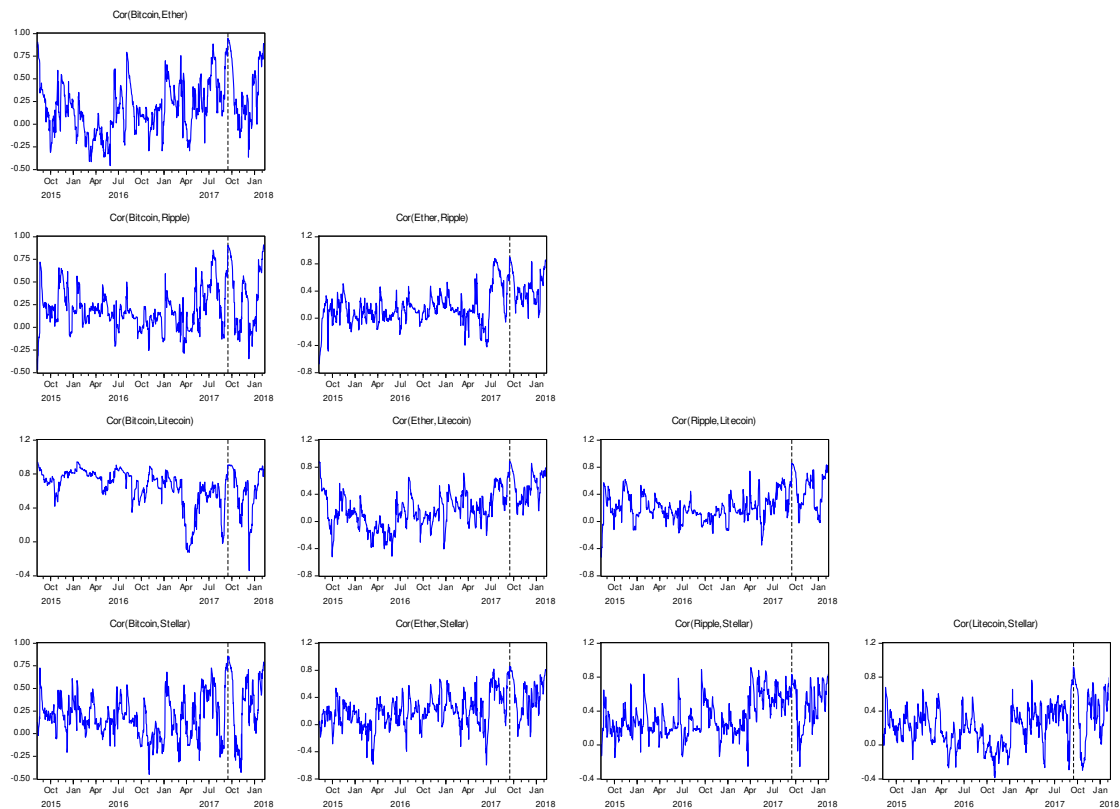 Cor(Bitcoin,Ether)
1.00
0.75
0.50
0.25
0.00
-0.25
-0.50
Oct Jan Apr Jul Oct Jan Apr Jul Oct Jan
2015 2016 2017 2018
Cor(Bitcoin,Ripple) Cor(Ether,Ripple)
1.00 1.2
0.75 0.8
0.50 0.4
0.25 0.0
0.00 -0.4
-0.25 -0.8
-0.50
Oct Jan Apr Jul Oct Jan Apr Jul Oct Jan Oct Jan Apr Jul Oct Jan Apr Jul Oct Jan
2015 2016 2017 2018 2015 2016 2017 2018
Cor(Bitcoin,Litecoin) Cor(Ether,Litecoin) Cor(Ripple,Litecoin)
1.2 1.2 1.2
0.8 0.8 0.8
0.4 0.4 0.4
0.0 0.0 0.0
-0.4 -0.4 -0.4
-0.8 -0.8
Oct Jan Apr Jul Oct Jan Apr Jul Oct Jan Oct Jan Apr Jul Oct Jan Apr Jul Oct Jan Oct Jan Apr Jul Oct Jan Apr Jul Oct Jan
2015 2016 2017 2018 2015 2016 2017 2018 2015 2016 2017 2018
Cor(Bitcoin,Stellar) Cor(Ether,Stellar) Cor(Ripple,Stellar) Cor(Litecoin,Stellar)
1.00 1.2 1.2 1.2
0.75 0.8 0.8 0.8
0.50 0.4 0.4 0.4
0.25 0.0 0.0 0.0
0.00 -0.4 -0.4 -0.4
-0.25 -0.8
-0.50
Oct Jan Apr Jul Oct Jan Apr Jul Oct Jan Oct Jan Apr Jul Oct Jan Apr Jul Oct Jan Oct Jan Apr Jul Oct Jan Apr Jul Oct Jan Oct Jan Apr Jul Oct Jan Apr Jul Oct Jan
2015 2016 2017 2018 2015 2016 2017 2018 2015 2016 2017 2018 2015 2016 2017 2018